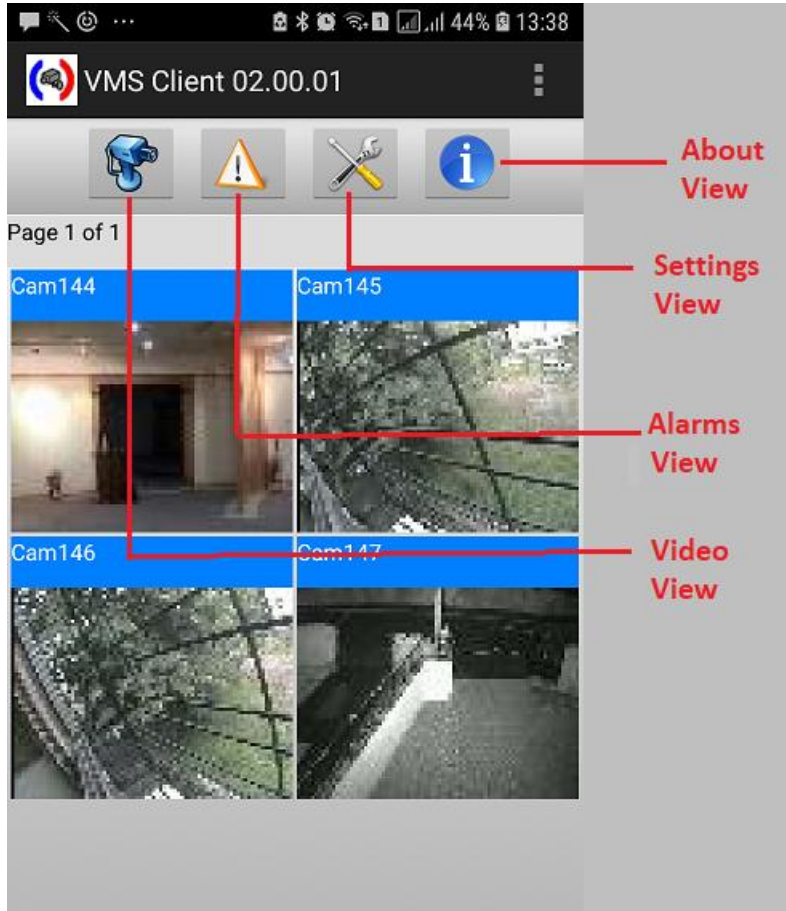 44% 13:38
VMS Client 02.00.01
About
View
Page 1 of 1
Settings
View
Cam144 Cam145
Alarms
View
Cam146 Cam147
Video
View